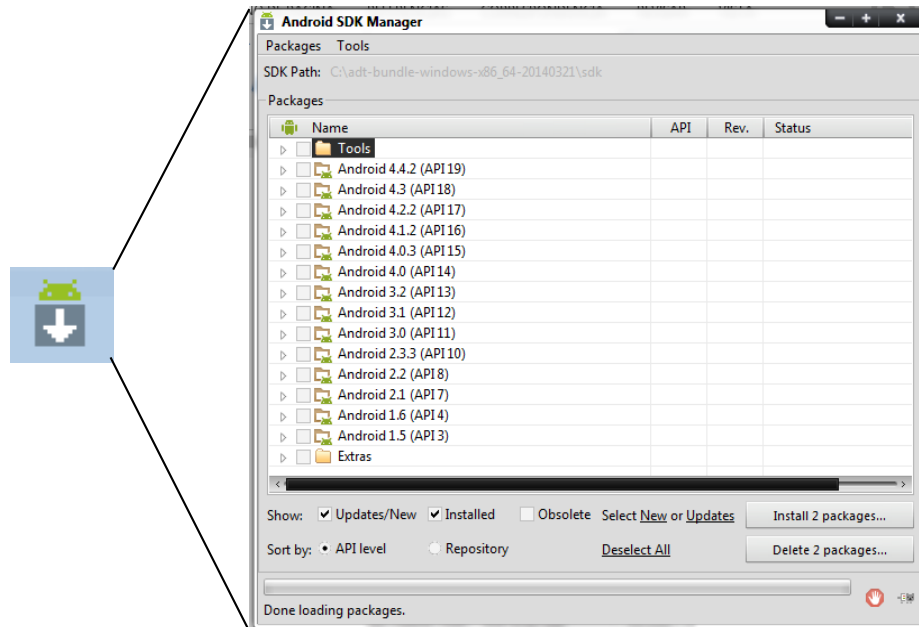 Android SDK Manager
Packages Tools
SDK Path: C:\adt-bundle-windows-x86_64-20140321\sdk
Packages
Name API Rev. Status
Tools
Android 4.4.2 (API 19)
Android 4.3 (API 18)
Android 4.2.2 (API 17)
Android 4.1.2 (API 16)
Android 4.0.3 (API 15)
Android 4.0 (API 14)
Android 3.2 (API 13)
Android 3.1 (API 12)
Android 3.0 (API 11)
Android 2.3.3 (API 10)
Android 2.2 (API 8)
Android 2.1 (API 7)
Android 1.6 (API 4)
Android 1.5 (API 3)
Extras
Show: Updates/New Installed Obsolete Select New or Updates Install 2 packages...
Sort by: API level Repository Deselect All Delete 2 packages...
Done loading packages.